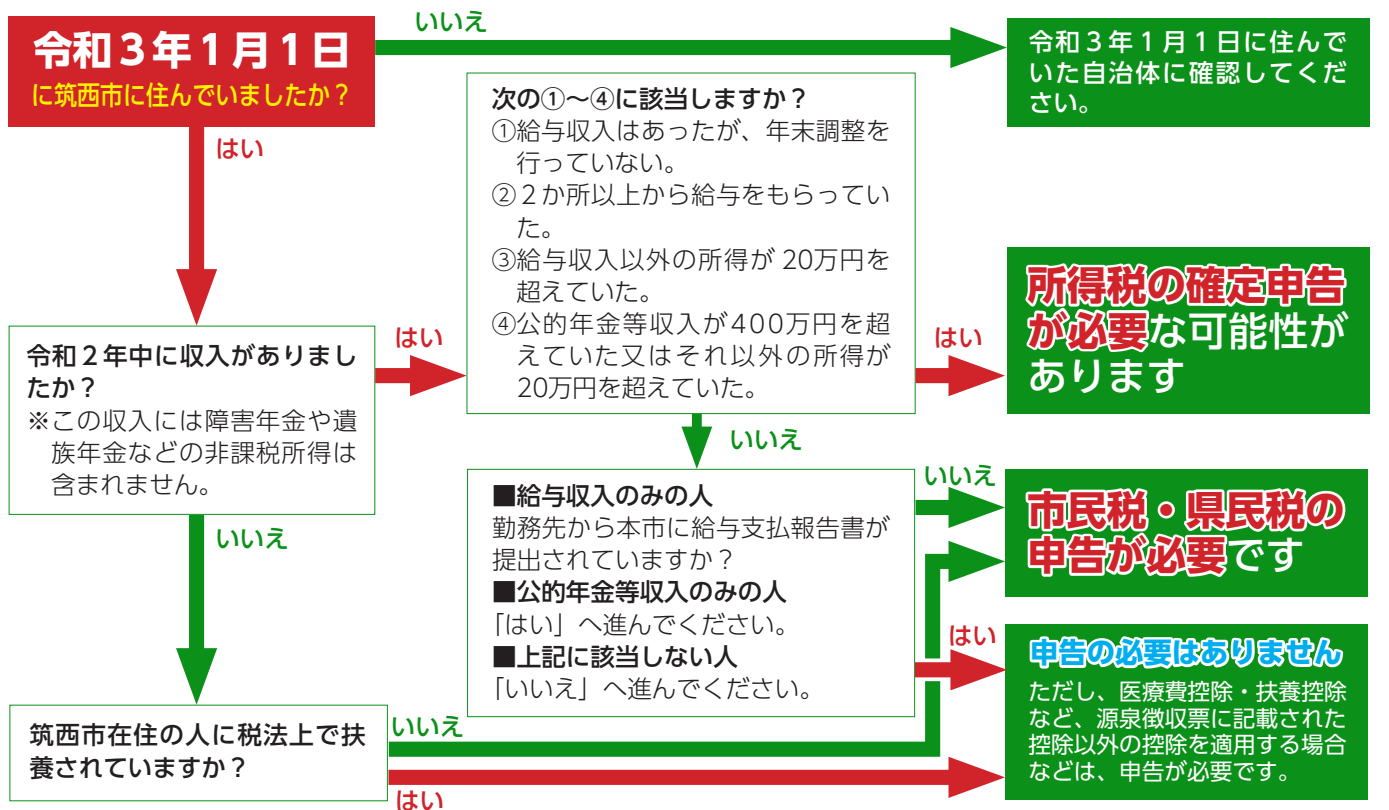 令和３年１月１日
に筑西市に住んでいましたか？
いいえ
令和３年１月１日に住んで
いた自治体に確認してくだ
さい。
はい
次の①～④に該当しますか？
①給与収入はあったが、年末調整を
行っていない。
②２か所以上から給与をもらってい
た。
③給与収入以外の所得が 20万円を
超えていた。
④公的年金等収入が400万円を超
えていた又はそれ以外の所得が
20万円を超えていた。
はい
所得税の確定申告
が必要な可能性が
あります
令和２年中に収入がありまし
たか？
※この収入には障害年金や遺
族年金などの非課税所得は
含まれません。
はい
いいえ
いいえ
■給与収入のみの人
勤務先から本市に給与支払報告書が
提出されていますか？
■公的年金等収入のみの人
「はい」へ進んでください。
■上記に該当しない人
「いいえ」へ進んでください。
いいえ
市民税・県民税の
申告が必要です
はい
申告の必要はありません
ただし、医療費控除・扶養控除
など、源泉徴収票に記載された
控除以外の控除を適用する場合
などは、申告が必要です。
筑西市在住の人に税法上で扶
養されていますか？
いいえ
はい